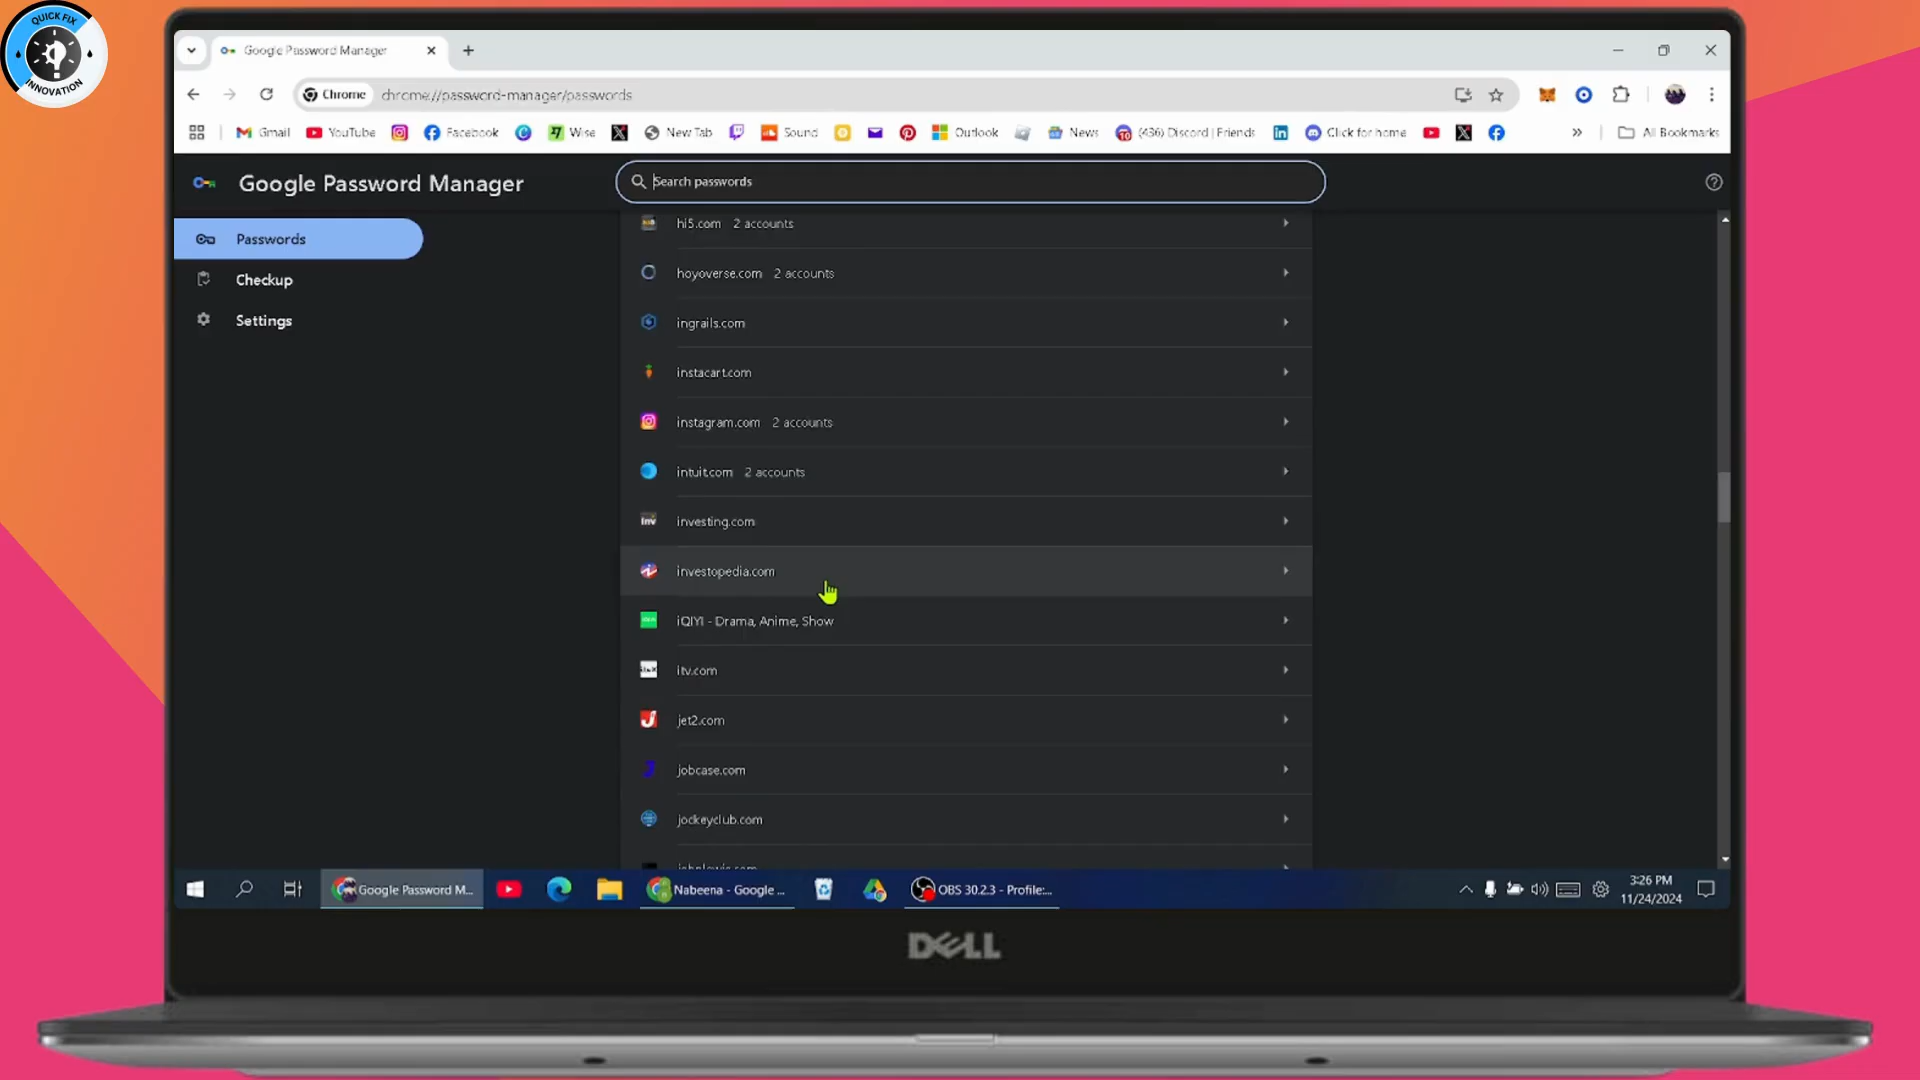 QUICK FIX
INNOVATION
Google Password Manager
Chrome
chrome://password-manager/passwords
Gmail
YouTube
Facebook
Wise
New Tab
Sound
Outlook
News
(436) Discord | Friends
Click for home
All Bookmarks
Google Password Manager
Search passwords
Passwords
Checkup
Settings
hi5.com 2 accounts
hoyoverse.com 2 accounts
ingrails.com
instacart.com
instagram.com 2 accounts
intuit.com 2 accounts
Inv investing.com
investopedia.com
iQIYI - Drama, Anime, Show
itv.com
jet2.com
jobcase.com
jockeyclub.com
johnlewis.com
Google Password M...
Nabeena - Google ...
OBS 30.2.3 - Profile:...
3:26 PM
11/24/2024
DELL